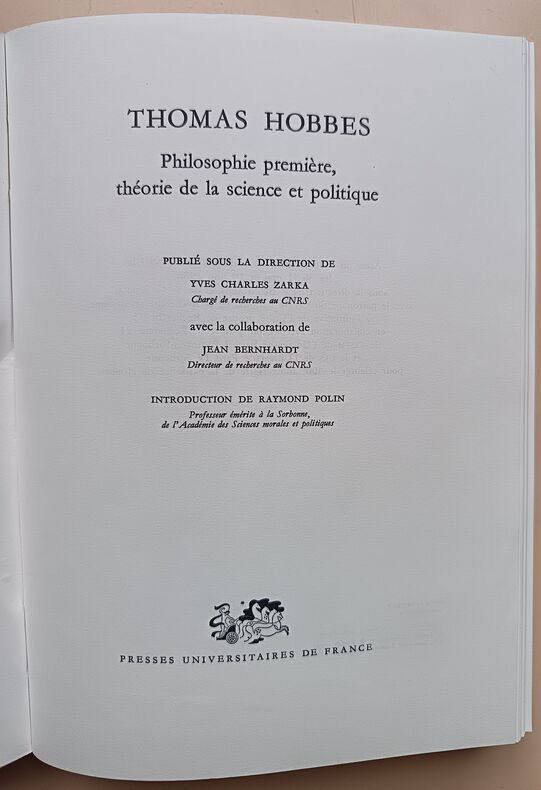 THOMAS HOBBES
Philosophie première,
théorie de la science et politique
PUBLIÉ SOUS LA DIRECTION DE
YVES CHARLES ZARKA
Chargé de recherches au CNRS
avec la collaboration de
JEAN BERNHARDT
Directeur de recherches au CNRS
INTRODUCTION DE RAYMOND POLIN
Professeur émérite à la Sorbonne,
de l'Académie des Sciences morales et politiques
PRESSES UNIVERSITAIRES DE FRANCE